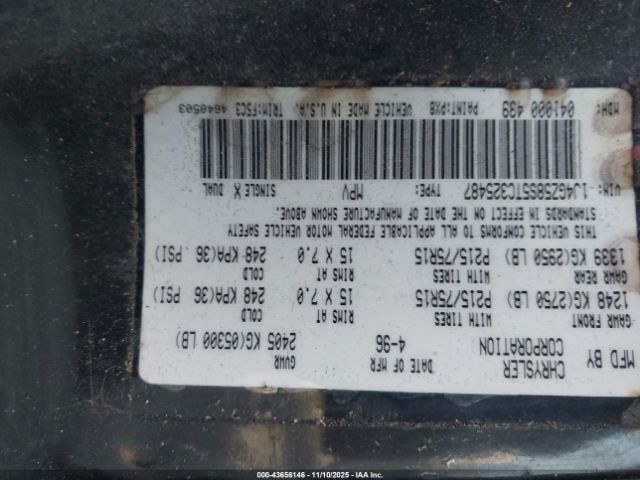 MFD BY CHRYSLER CORPORATION DATE OF MFR 4-96 GVWR 2405 KG(05300 LB)
GAWR FRONT WITH TIRES RIMS AT COLD
1248 KG(2750 LB) P215/75R15 15 X 7.0 248 KPA(36 PSI)
GAWR REAR WITH TIRES RIMS AT COLD
1339 KG(2950 LB) P215/75R15 15 X 7.0 248 KPA(36 PSI)
THIS VEHICLE CONFORMS TO ALL APPLICABLE FEDERAL MOTOR VEHICLE SAFETY
STANDARDS IN EFFECT ON THE DATE OF MANUFACTURE SHOWN ABOVE.
VIN: 1J4GZ58S5TC325487 TYPE: MPV SINGLE X DUAL
MDH: 041000 439 PAINT:PX8 VEHICLE MADE IN U.S.A. TRIM:FSC3 4648503
000-43656146 - 11/10/2025 - IAA Inc.